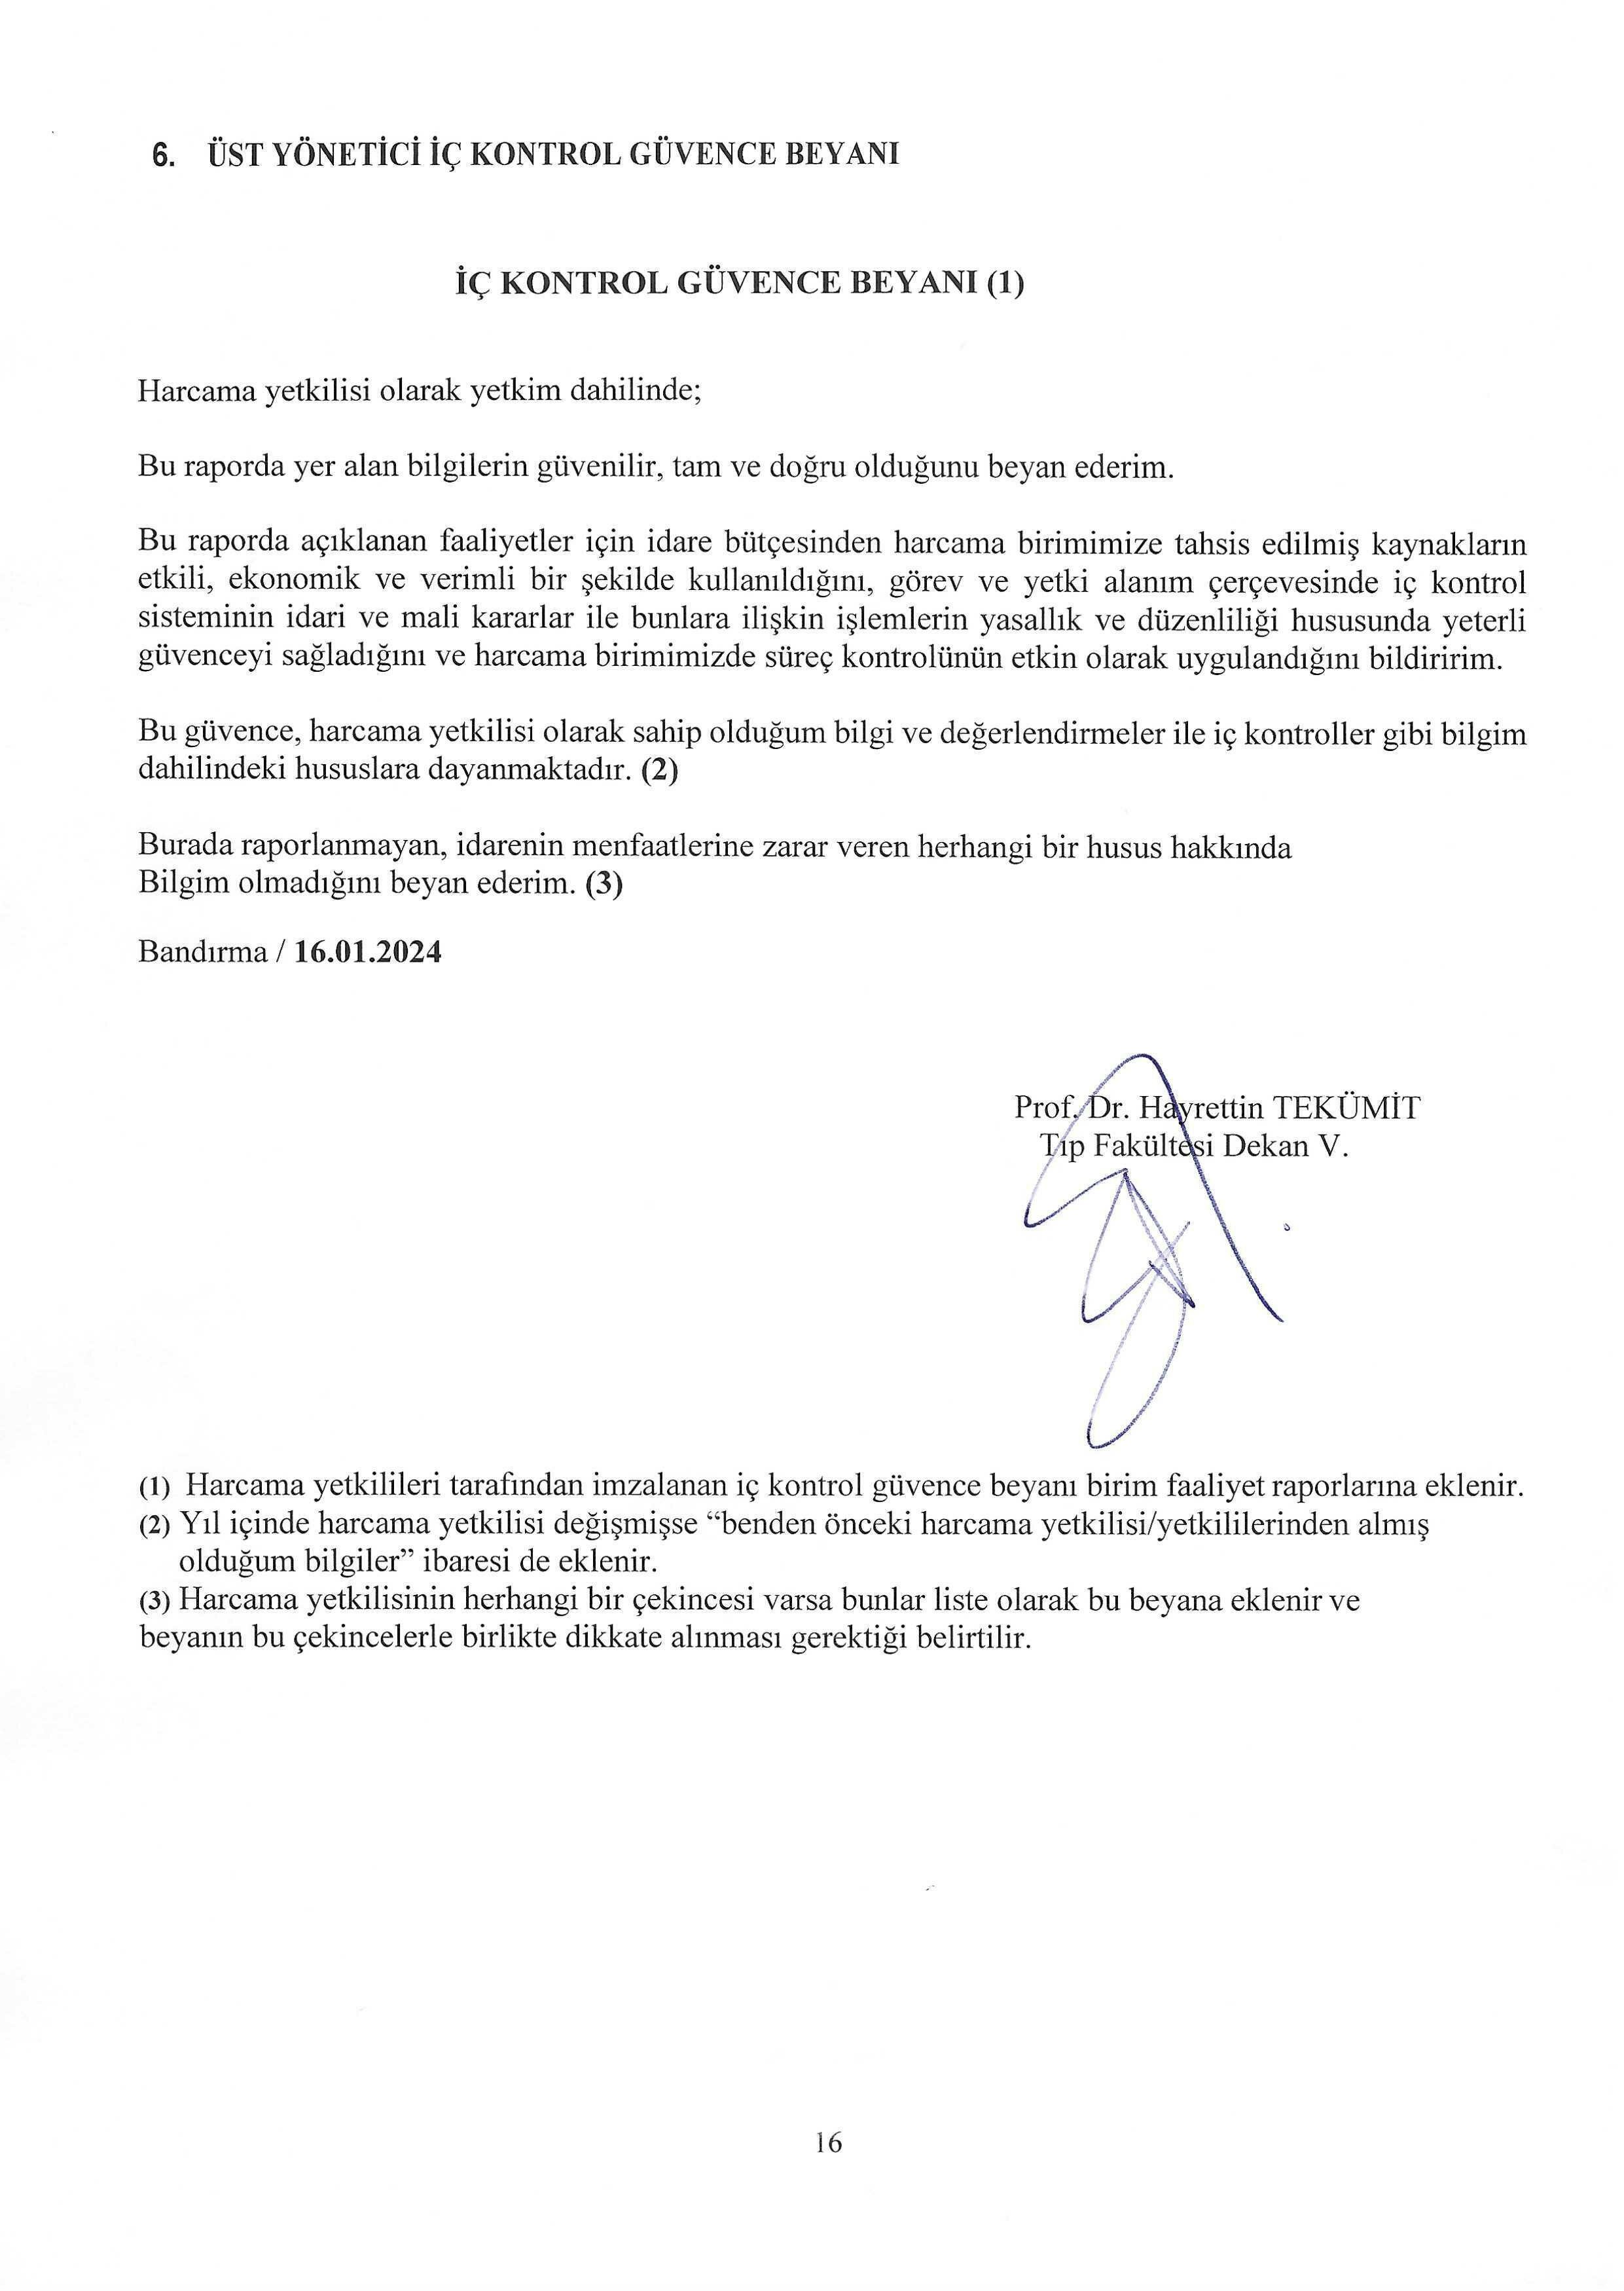 6. ÜST YÖNETİCİ İÇ KONTROL GÜVENCE BEYANI
İÇ KONTROL GÜVENCE BEYANI (1)
Harcama yetkilisi olarak yetkim dahilinde;
Bu raporda yer alan bilgilerin güvenilir, tam ve doğru olduğunu beyan ederim.
Bu raporda açıklanan faaliyetler için idare bütçesinden harcama birimimize tahsis edilmiş kaynakların
etkili, ekonomik ve verimli bir şekilde kullanıldığını, görev ve yetki alanım çerçevesinde iç kontrol
sisteminin idari ve mali kararlar ile bunlara ilişkin işlemlerin yasallık ve düzenliliği hususunda yeterli
güvenceyi sağladığını ve harcama birimimizde süreç kontrolünün etkin olarak uygulandığını bildiririm.
Bu güvence, harcama yetkilisi olarak sahip olduğum bilgi ve değerlendirmeler ile iç kontroller gibi bilgim
dahilindeki hususlara dayanmaktadır. (2)
Burada raporlanmayan, idarenin menfaatlerine zarar veren herhangi bir husus hakkında
Bilgim olmadığını beyan ederim. (3)
Bandırma / 16.01.2024
Prof. Dr. Hayrettin TEKÜMİT
Tıp Fakültesi Dekan V.
(1) Harcama yetkilileri tarafından imzalanan iç kontrol güvence beyanı birim faaliyet raporlarına eklenir.
(2) Yıl içinde harcama yetkilisi değişmişse “benden önceki harcama yetkilisi/yetkililerinden almış
olduğum bilgiler” ibaresi de eklenir.
(3) Harcama yetkilisinin herhangi bir çekincesi varsa bunlar liste olarak bu beyana eklenir ve
beyanın bu çekincelerle birlikte dikkate alınması gerektiği belirtilir.
16